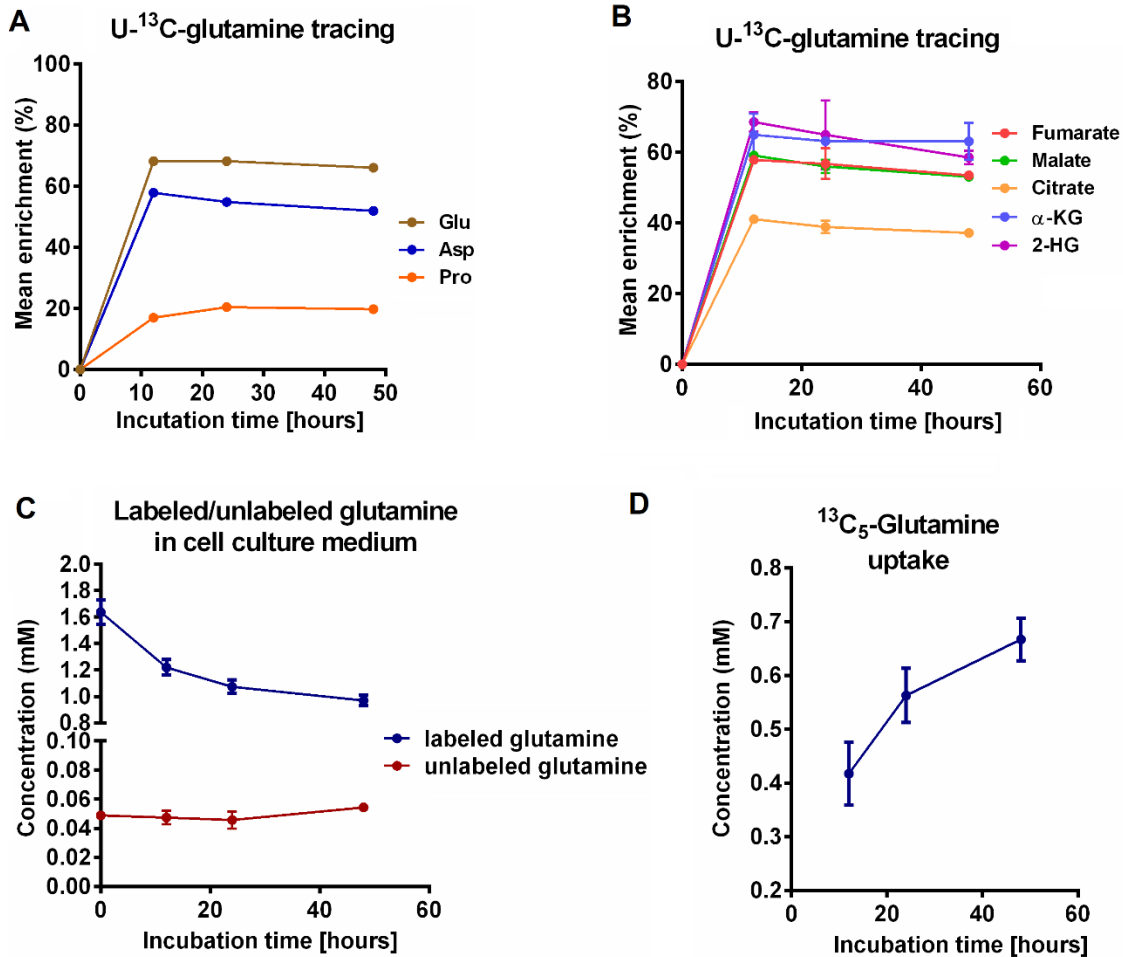 A
U-¹³C-glutamine tracing
Mean enrichment (%)
100
80
60
40
20
0
0 10 20 30 40 50
Incutation time [hours]
Glu
Asp
Pro
B
U-¹³C-glutamine tracing
Mean enrichment (%)
80
60
40
20
0
0 20 40 60
Incutation time [hours]
Fumarate
Malate
Citrate
α-KG
2-HG
C
Labeled/unlabeled glutamine
in cell culture medium
Concentration (mM)
2.0
1.8
1.6
1.4
1.2
1.0
0.8
0.10
0.08
0.06
0.04
0.02
0.00
0 20 40 60
Incubation time [hours]
labeled glutamine
unlabeled glutamine
D
¹³C₅-Glutamine
uptake
Concentration (mM)
0.8
0.7
0.6
0.5
0.4
0.3
0.2
0 20 40 60
Incubation time [hours]